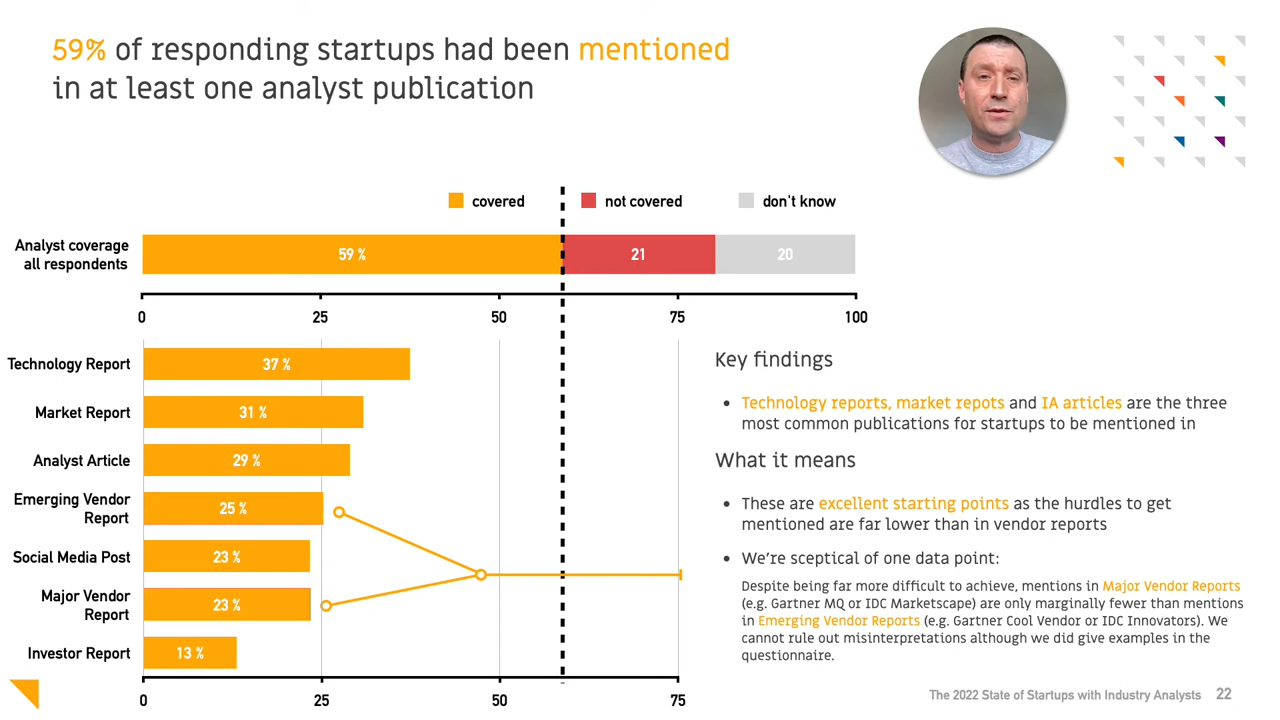 59% of responding startups had been mentioned
in at least one analyst publication
covered
not covered
don't know
Analyst coverage
all respondents
59 %
21
20
0
25
50
75
100
Technology Report
37 %
Market Report
31 %
Analyst Article
29 %
Emerging Vendor
Report
25 %
Social Media Post
23 %
Major Vendor
Report
23 %
Investor Report
13 %
0
25
50
75
Key findings
• Technology reports, market repots and IA articles are the three
most common publications for startups to be mentioned in
What it means
• These are excellent starting points as the hurdles to get
mentioned are far lower than in vendor reports
• We're sceptical of one data point:
Despite being far more difficult to achieve, mentions in Major Vendor Reports
(e.g. Gartner MQ or IDC Marketscape) are only marginally fewer than mentions
in Emerging Vendor Reports (e.g. Gartner Cool Vendor or IDC Innovators). We
cannot rule out misinterpretations although we did give examples in the
questionnaire.
The 2022 State of Startups with Industry Analysts 22